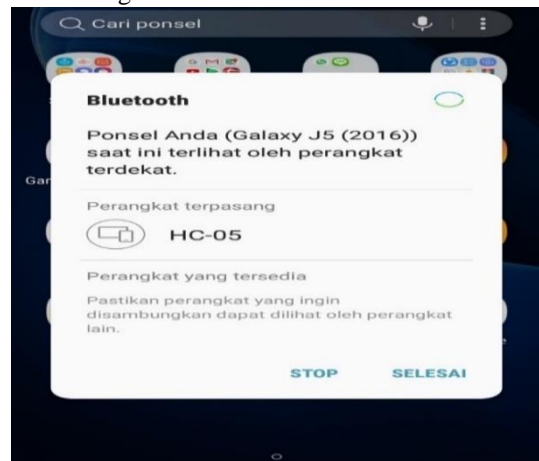 Cari ponsel
Bluetooth
Ponsel Anda (Galaxy J5 (2016))
saat ini terlihat oleh perangkat
terdekat.
Gar
Perangkat terpasang
HC-05
Perangkat yang tersedia
Pastikan perangkat yang ingin
disambungkan dapat dilihat oleh perangkat
lain.
STOP SELESAI